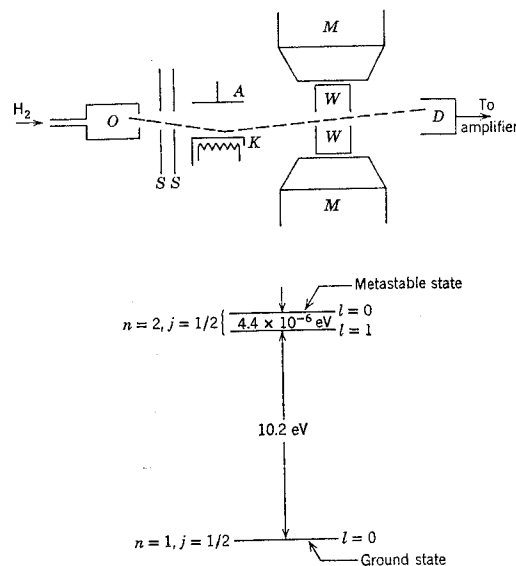 M
A
W
H₂
O
D
To
amplifier
W
K
S S
M
Metastable state
n = 2, j = 1/2 { 4.4 × 10⁻⁶ eV l = 0
l = 1
10.2 eV
n = 1, j = 1/2 l = 0
Ground state